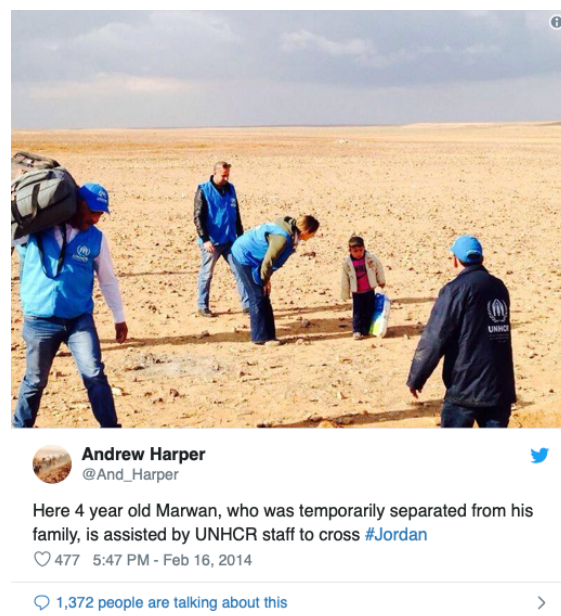 UNHCR
Andrew Harper
@And_Harper
Here 4 year old Marwan, who was temporarily separated from his
family, is assisted by UNHCR staff to cross #Jordan
477 5:47 PM - Feb 16, 2014
1,372 people are talking about this